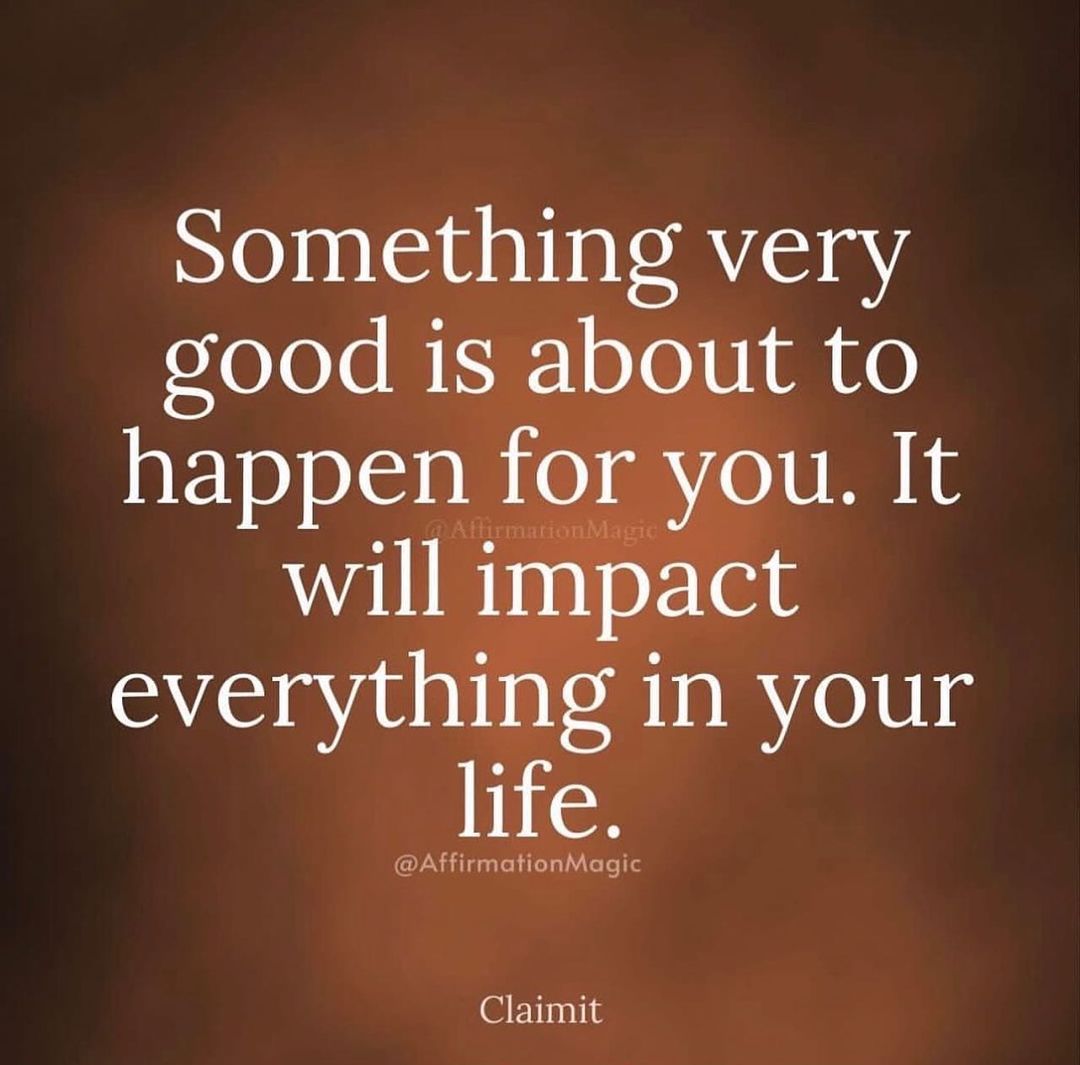 Something very
good is about to
happen for you. It
@AffirmationMagic
will impact
everything in your
life.
@AffirmationMagic
Claimit